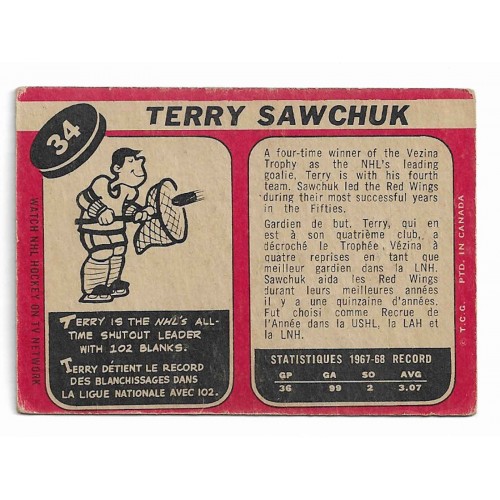 34
TERRY SAWCHUK
WATCH NHL HOCKEY ON TV NETWORK
TERRY IS THE NHL'S ALL-
TIME SHUTOUT LEADER
WITH 102 BLANKS.
TERRY DÉTIENT LE RECORD
DES BLANCHISSAGES DANS
LA LIGUE NATIONALE AVEC 102.
A four-time winner of the Vezina
Trophy as the NHL's leading
goalie, Terry is with his fourth
team. Sawchuk led the Red Wings
during their most successful years
in the Fifties.
Gardien de but, Terry, qui en
est à son quatrième club, a
décroché le Trophée Vézina à
quatre reprises en tant que
meilleur gardien dans la LNH.
Sawchuk aida les Red Wings
durant leurs meilleures années
il y a une quinzaine d'années.
Fut choisi comme Recrue de
l'Année dans la USHL, la LAH et
la LNH.
STATISTIQUES 1967-68 RECORD
GP GA SO AVG
36 99 2 3.07
© T.C.G. PTD. IN CANADA